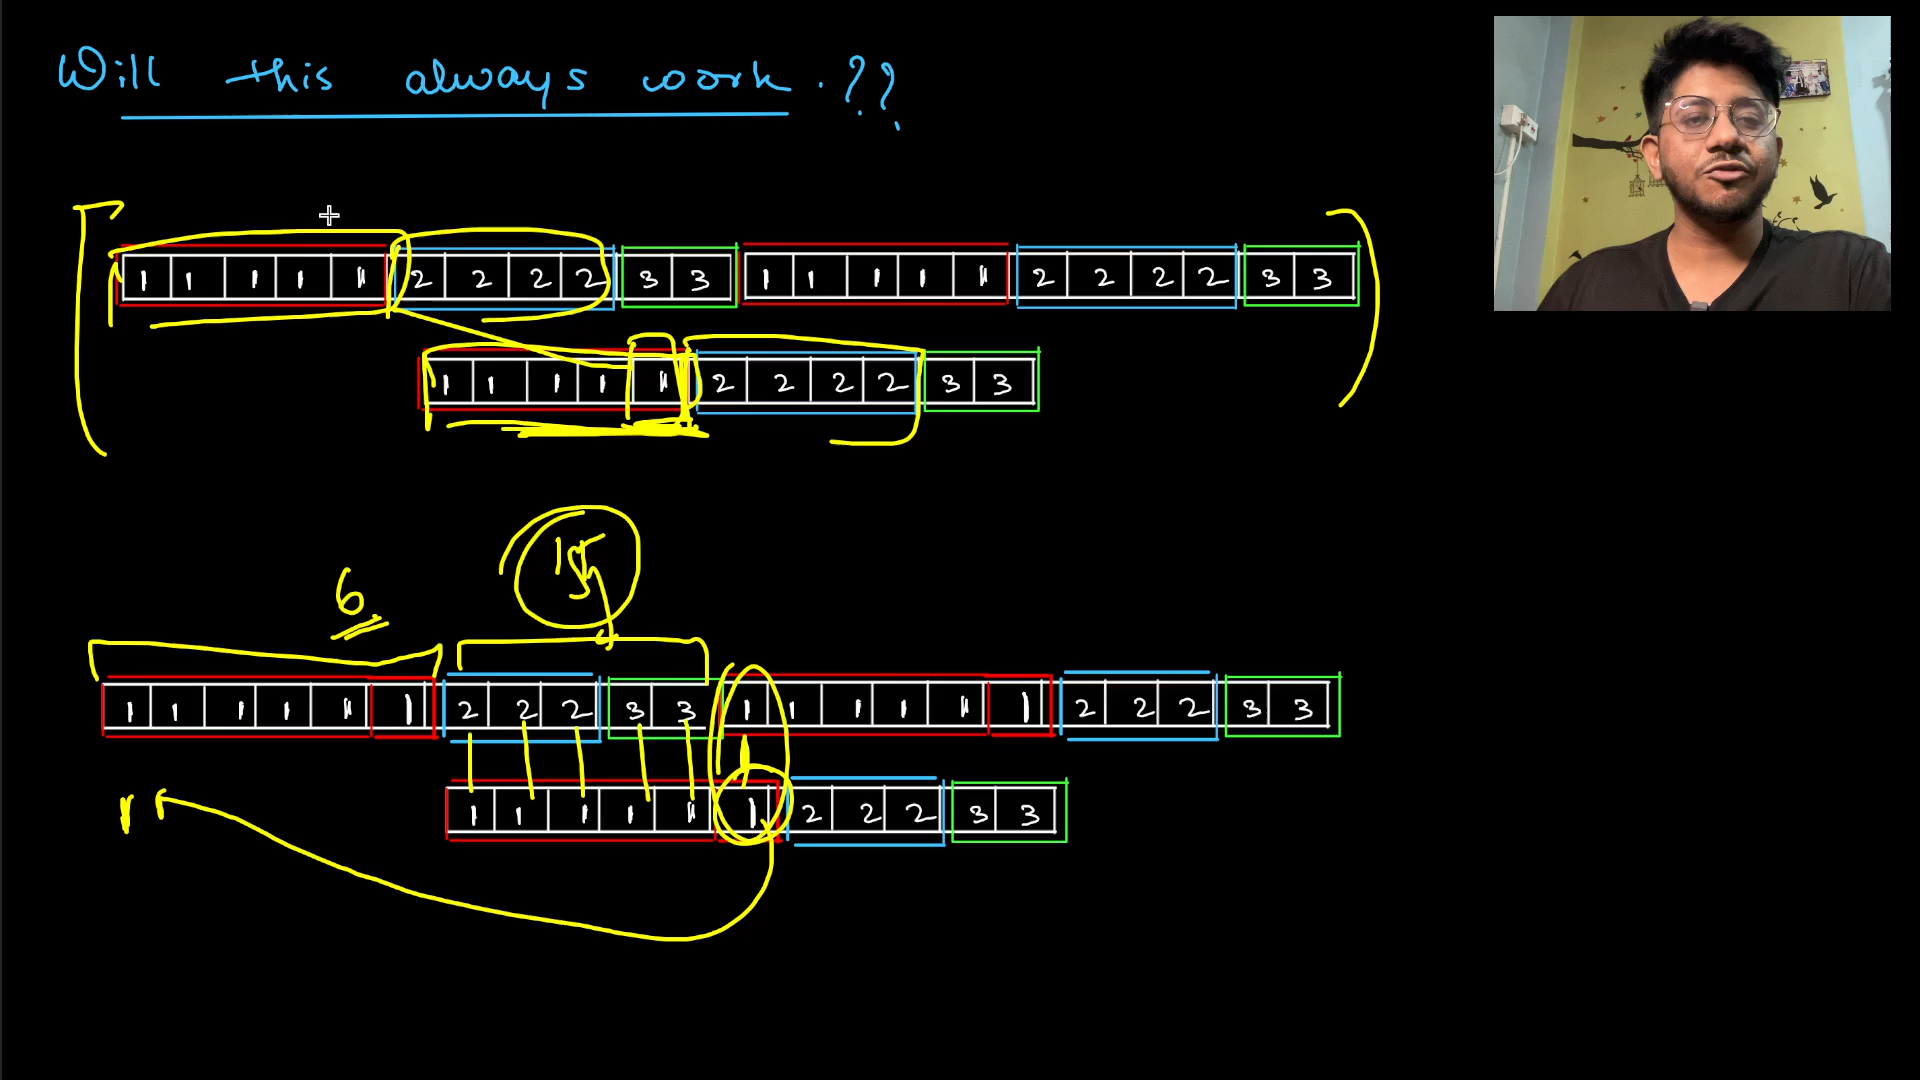 Will this always work.??
1 1 1 1 1 2 2 2 2 3 3 1 1 1 1 1 2 2 2 2 3 3
1 1 1 1 1 2 2 2 2 3 3
15
6
1 1 1 1 1 1 2 2 2 3 3 1 1 1 1 1 1 2 2 2 3 3
1 1 1 1 1 1 2 2 2 3 3
1